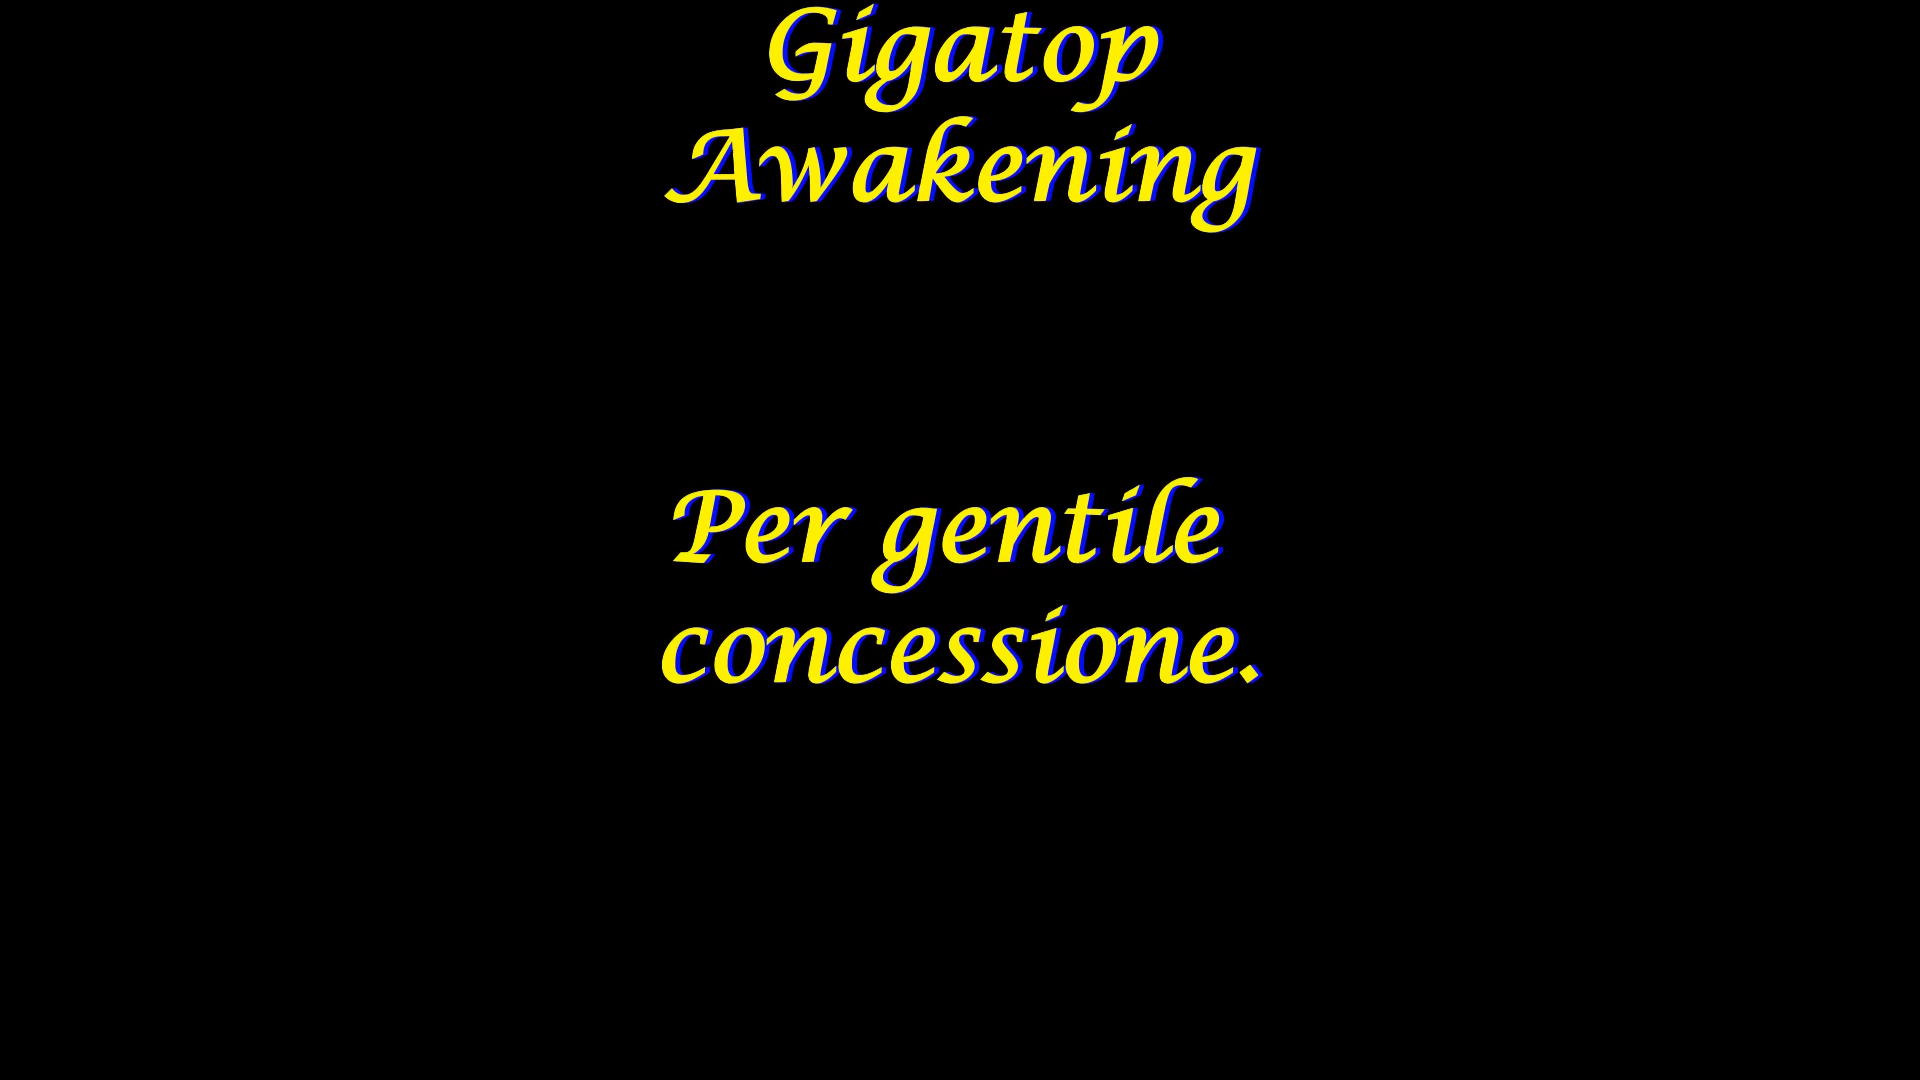 Gigatop
Awakening
Per gentile
concessione.